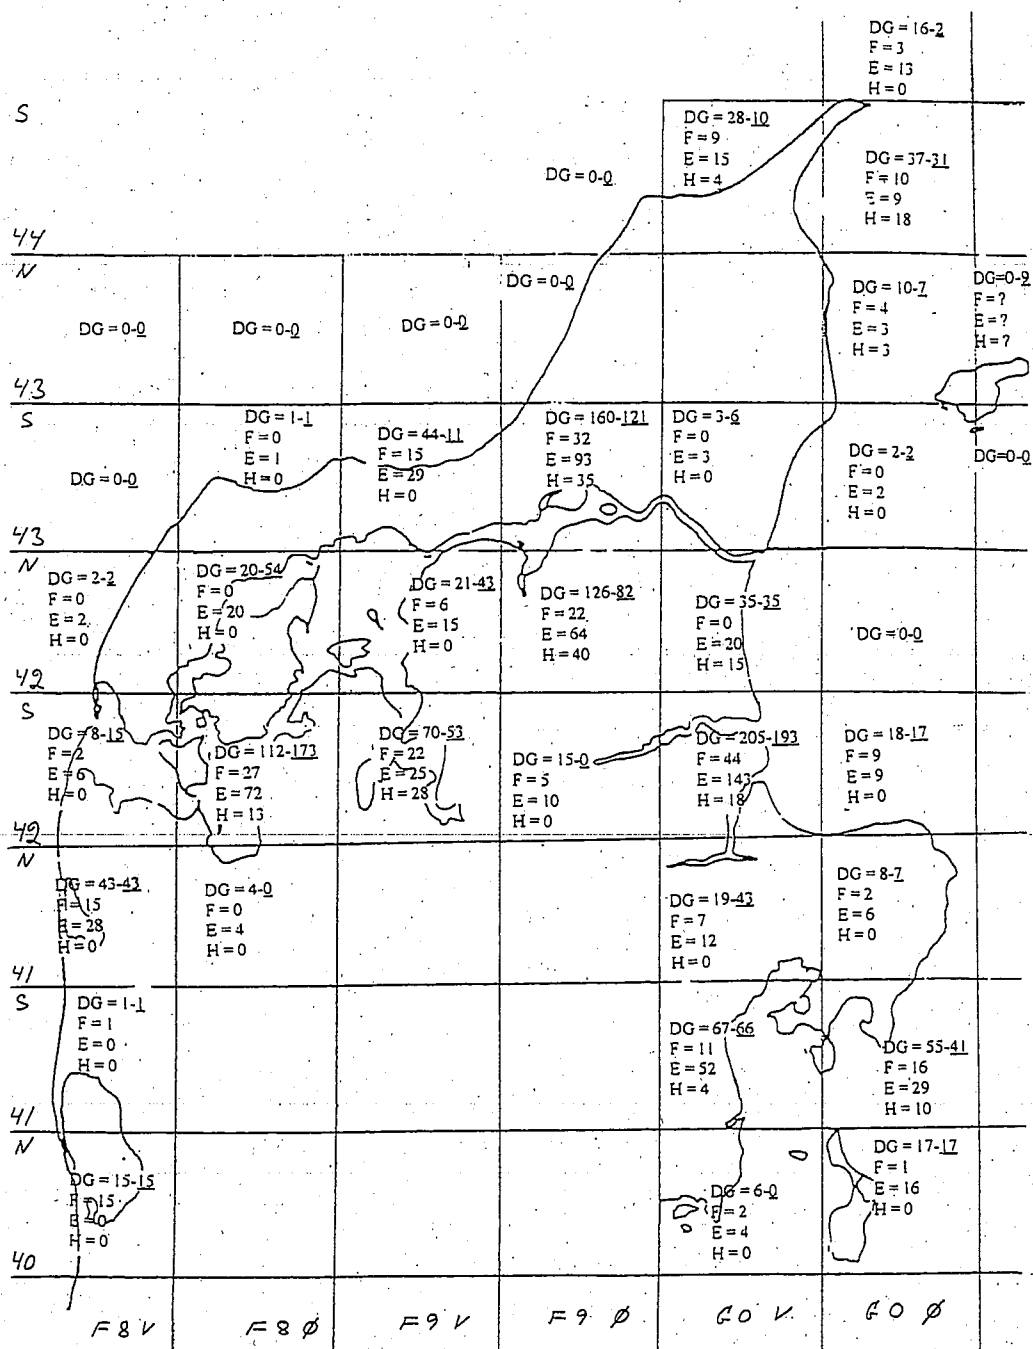 DG = 16-2
F = 3
E = 13
H = 0
S
DG = 28-10
F = 9
E = 15
H = 4
DG = 0-0
DG = 37-31
F = 10
E = 9
H = 18
44
N
DG = 0-0
DG = 0-0
DG = 0-0
DG = 0-0
DG = 10-7
F = 4
E = 3
H = 3
DG=0-9
F = ?
E = ?
H = ?
43
S
DG = 0-0
DG = 1-1
F = 0
E = 1
H = 0
DG = 44-11
F = 15
E = 29
H = 0
DG = 160-121
F = 32
E = 93
H = 35
DG = 3-6
F = 0
E = 3
H = 0
DG = 2-2
F = 0
E = 2
H = 0
DG=0-0
43
N
DG = 2-2
F = 0
E = 2
H = 0
DG = 20-54
F = 0
E = 20
H = 0
DG = 21-43
F = 6
E = 15
H = 0
DG = 126-82
F = 22
E = 64
H = 40
DG = 35-35
F = 0
E = 20
H = 15
DG = 0-0
42
S
DG = 8-15
F = 2
E = 6
H = 0
DG = 112-173
F = 27
E = 72
H = 13
DG = 70-53
F = 22
E = 25
H = 28
DG = 15-0
F = 5
E = 10
H = 0
DG = 205-193
F = 44
E = 143
H = 18
DG = 18-17
F = 9
E = 9
H = 0
42
N
DG = 43-43
F = 15
E = 28
H = 0
DG = 4-0
F = 0
E = 4
H = 0
DG = 19-43
F = 7
E = 12
H = 0
DG = 8-7
F = 2
E = 6
H = 0
41
S
DG = 1-1
F = 1
E = 0
H = 0
DG = 67-66
F = 11
E = 52
H = 4
DG = 55-41
F = 16
E = 29
H = 10
41
N
DG = 15-15
F = 15
E = 0
H = 0
DG = 6-0
F = 2
E = 4
H = 0
DG = 17-17
F = 1
E = 16
H = 0
40
F8 V F8 Ø F9 V F9 Ø G0 V G0 Ø